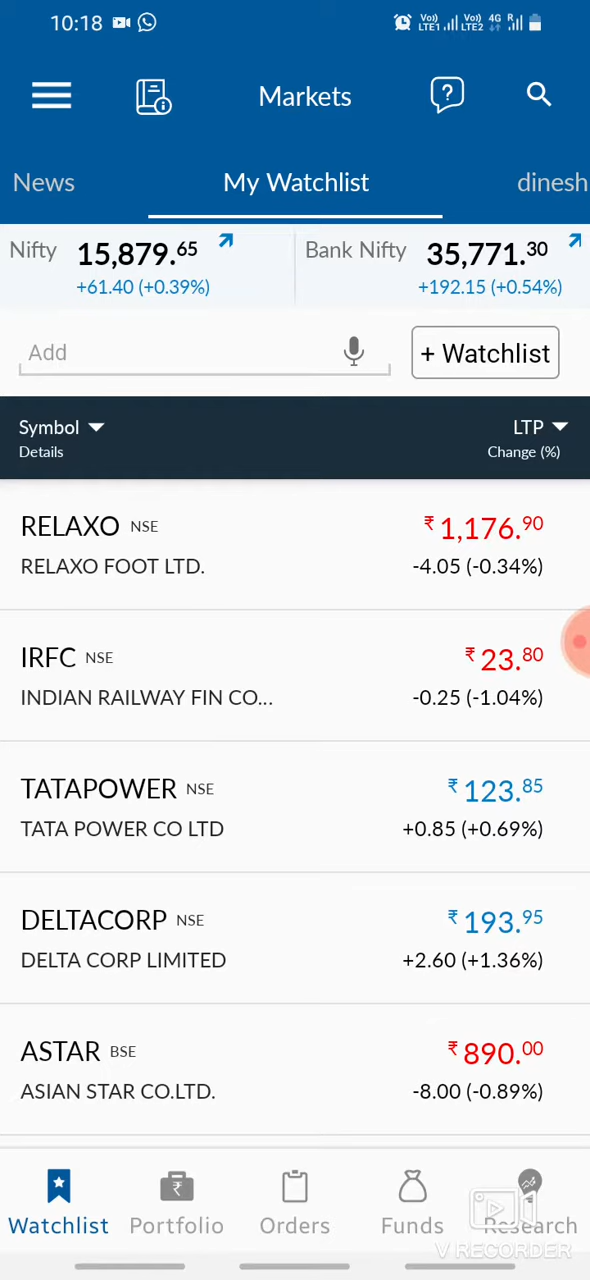 10:18 Vo)) LTE1 Vo)) LTE2 4G R
Markets
News My Watchlist dinesh
Nifty 15,879.65 Bank Nifty 35,771.30
+61.40 (+0.39%) +192.15 (+0.54%)
Add + Watchlist
Symbol LTP
Details Change (%)
RELAXO NSE ₹1,176.90
RELAXO FOOT LTD. -4.05 (-0.34%)
IRFC NSE ₹23.80
INDIAN RAILWAY FIN CO... -0.25 (-1.04%)
TATAPOWER NSE ₹123.85
TATA POWER CO LTD +0.85 (+0.69%)
DELTACORP NSE ₹193.95
DELTA CORP LIMITED +2.60 (+1.36%)
ASTAR BSE ₹890.00
ASIAN STAR CO.LTD. -8.00 (-0.89%)
Watchlist Portfolio Orders Funds Research
V RECORDER